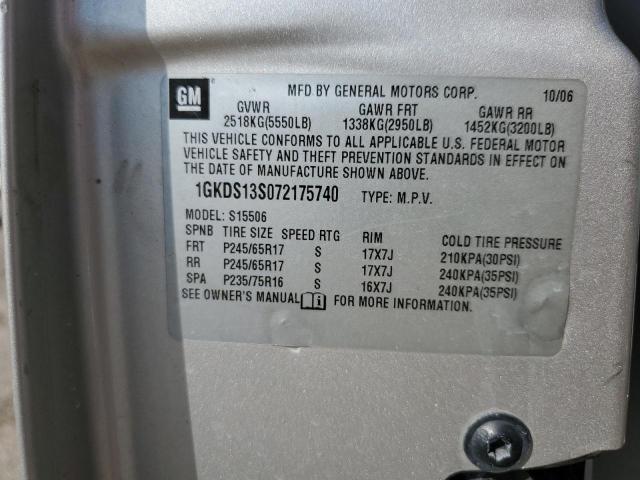 GM MFD BY GENERAL MOTORS CORP. 10/06
GVWR GAWR FRT GAWR RR
2518KG(5550LB) 1338KG(2950LB) 1452KG(3200LB)
THIS VEHICLE CONFORMS TO ALL APPLICABLE U.S. FEDERAL MOTOR
VEHICLE SAFETY AND THEFT PREVENTION STANDARDS IN EFFECT ON
THE DATE OF MANUFACTURE SHOWN ABOVE.
1GKDS13S072175740 TYPE: M.P.V.
MODEL: S15506
SPNB TIRE SIZE SPEED RTG RIM COLD TIRE PRESSURE
FRT P245/65R17 S 17X7J 210KPA(30PSI)
RR P245/65R17 S 17X7J 240KPA(35PSI)
SPA P235/75R16 S 16X7J 240KPA(35PSI)
SEE OWNER'S MANUAL FOR MORE INFORMATION.